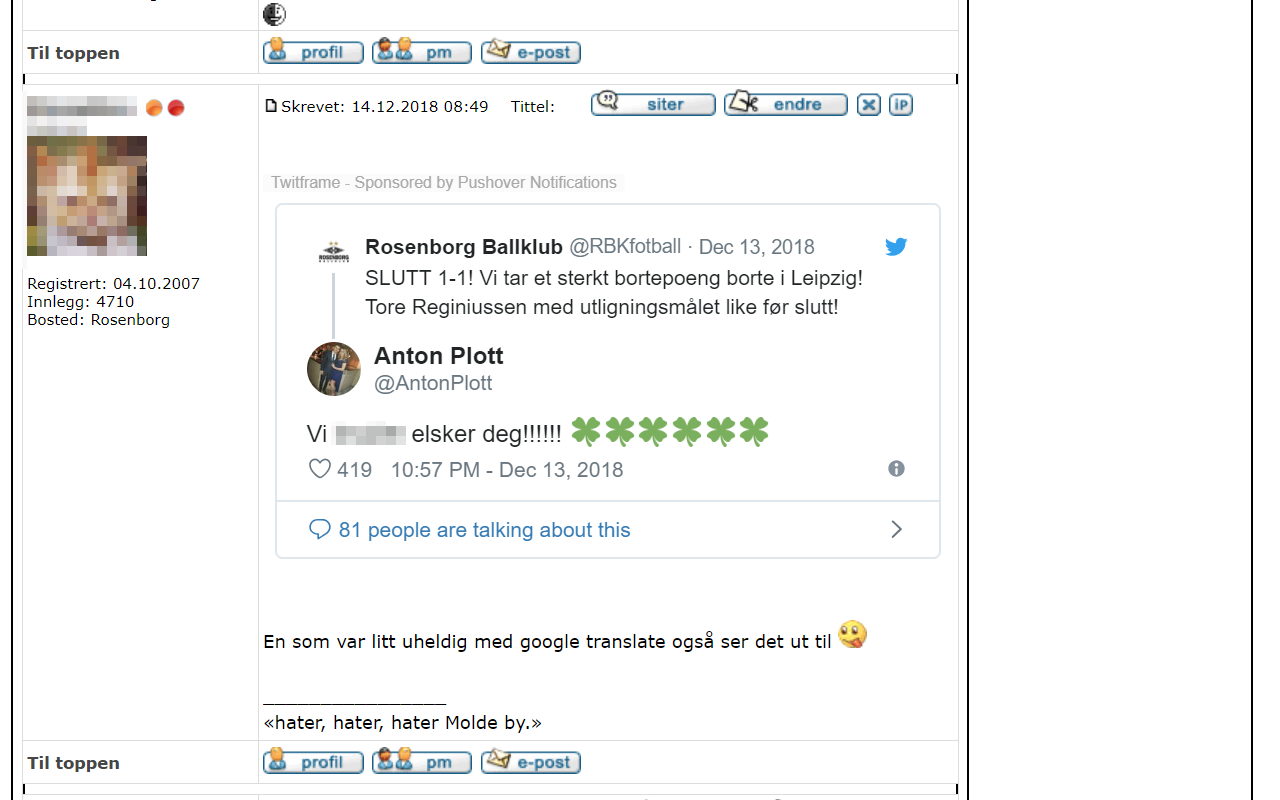 Til toppen
profil
pm
e-post
Skrevet: 14.12.2018 08:49 Tittel:
siter
endre
iP
Twitframe - Sponsored by Pushover Notifications
ROSENBORG
Rosenborg Ballklub @RBKfotball · Dec 13, 2018
SLUTT 1-1! Vi tar et sterkt bortepoeng borte i Leipzig!
Tore Reginiussen med utligningsmålet like før slutt!
Registrert: 04.10.2007
Innlegg: 4710
Bosted: Rosenborg
Anton Plott
@AntonPlott
Vi elsker deg!!!!!! 🍀🍀🍀🍀🍀🍀
419 10:57 PM - Dec 13, 2018
81 people are talking about this
En som var litt uheldig med google translate også ser det ut til
_________________
«hater, hater, hater Molde by.»
Til toppen
profil
pm
e-post